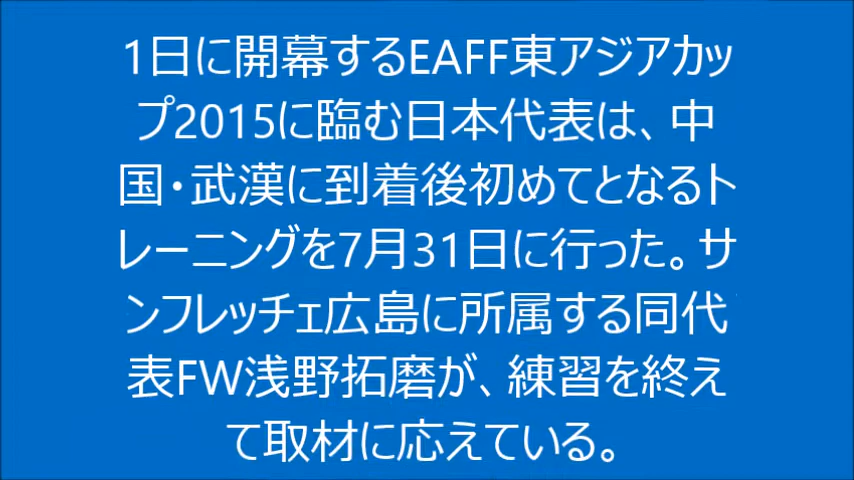 1日に開幕するEAFF東アジアカッ
プ2015に臨む日本代表は、中
国・武漢に到着後初めてとなるト
レーニングを7月31日に行った。サ
ンフレッチェ広島に所属する同代
表FW浅野拓磨が、練習を終え
て取材に応えている。